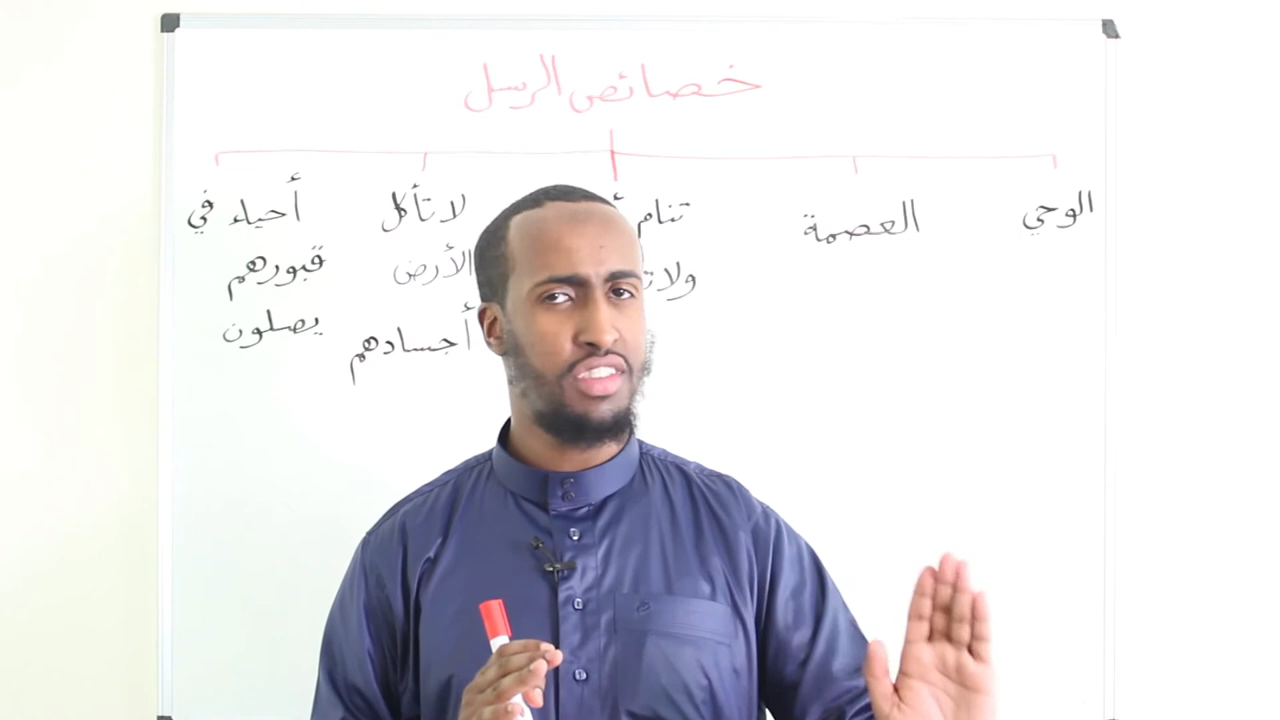 خصائص الرسل
الوحي
العصمة
تنام
لا تأكل
الأرض
أجسادهم
أحياء في
قبورهم
يصلون